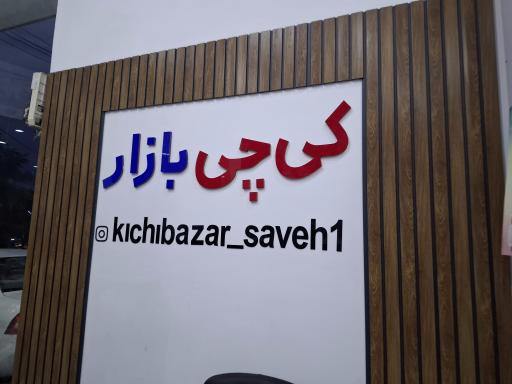 کی چی بازار
kichibazar_saveh1